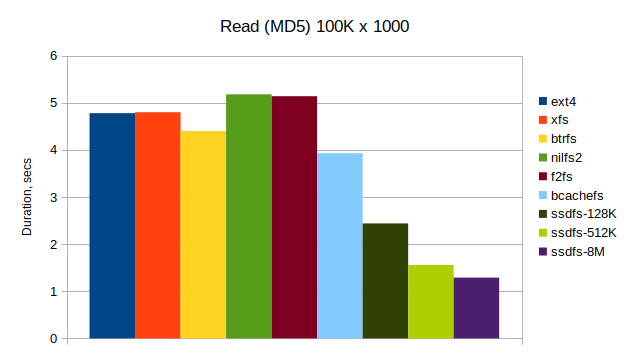 Read (MD5) 100K x 1000
6
5
4
3
2
1
0
Duration, secs
ext4
xfs
btrfs
nilfs2
f2fs
bcachefs
ssdfs-128K
ssdfs-512K
ssdfs-8M